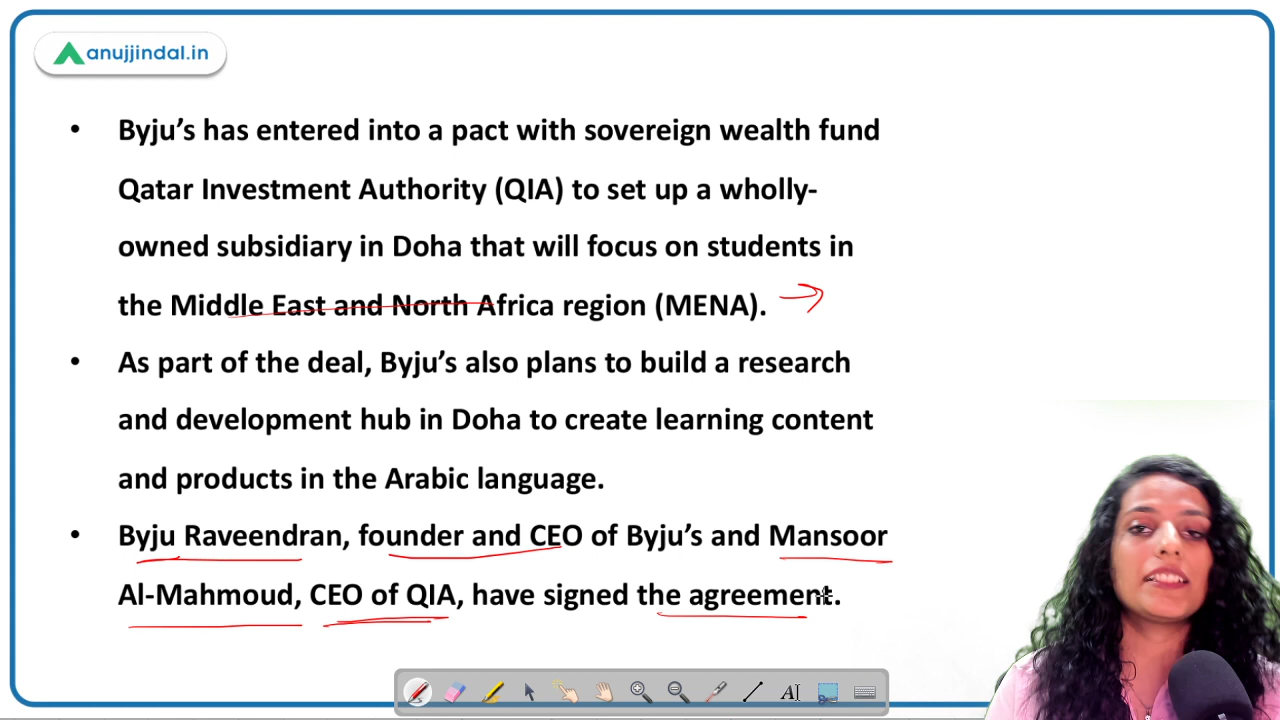 anujjindal.in
• Byju’s has entered into a pact with sovereign wealth fund
Qatar Investment Authority (QIA) to set up a wholly-
owned subsidiary in Doha that will focus on students in
the Middle East and North Africa region (MENA).
• As part of the deal, Byju’s also plans to build a research
and development hub in Doha to create learning content
and products in the Arabic language.
• Byju Raveendran, founder and CEO of Byju’s and Mansoor
Al-Mahmoud, CEO of QIA, have signed the agreement.